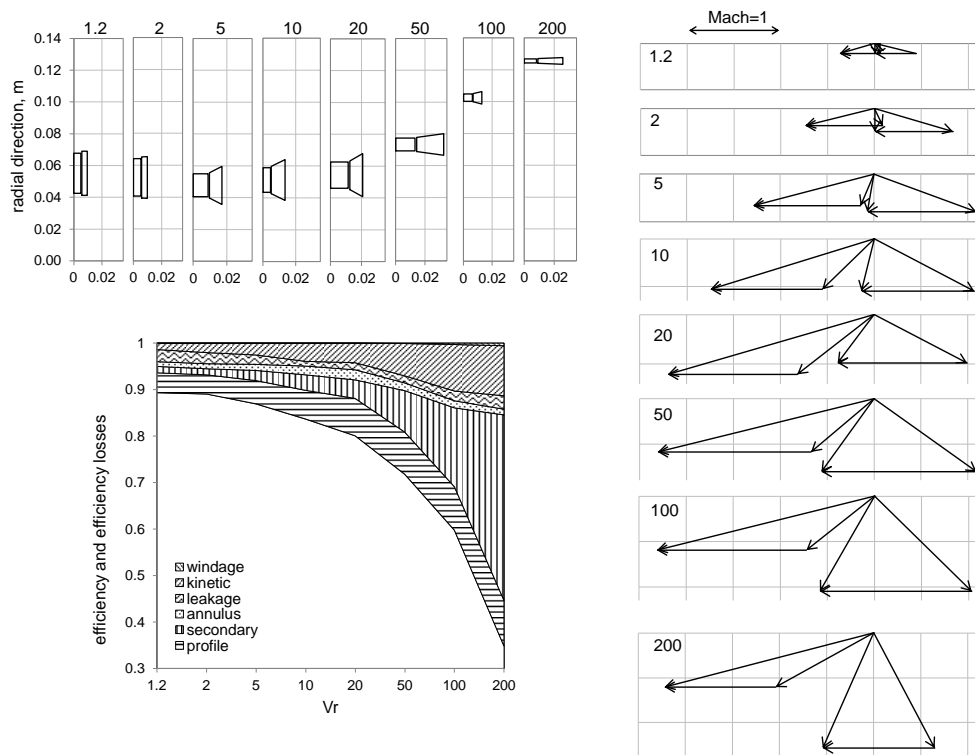 1.2 2 5 10 20 50 100 200
0.14
0.12
0.10
0.08
0.06
0.04
0.02
0.00
radial direction, m
0 0.02 0 0.02 0 0.02 0 0.02 0 0.02 0 0.02 0 0.02 0 0.02
1
0.9
0.8
0.7
0.6
0.5
0.4
0.3
efficiency and efficiency losses
windage
kinetic
leakage
annulus
secondary
profile
1.2 2 5 10 20 50 100 200
Vr
Mach=1
1.2
2
5
10
20
50
100
200